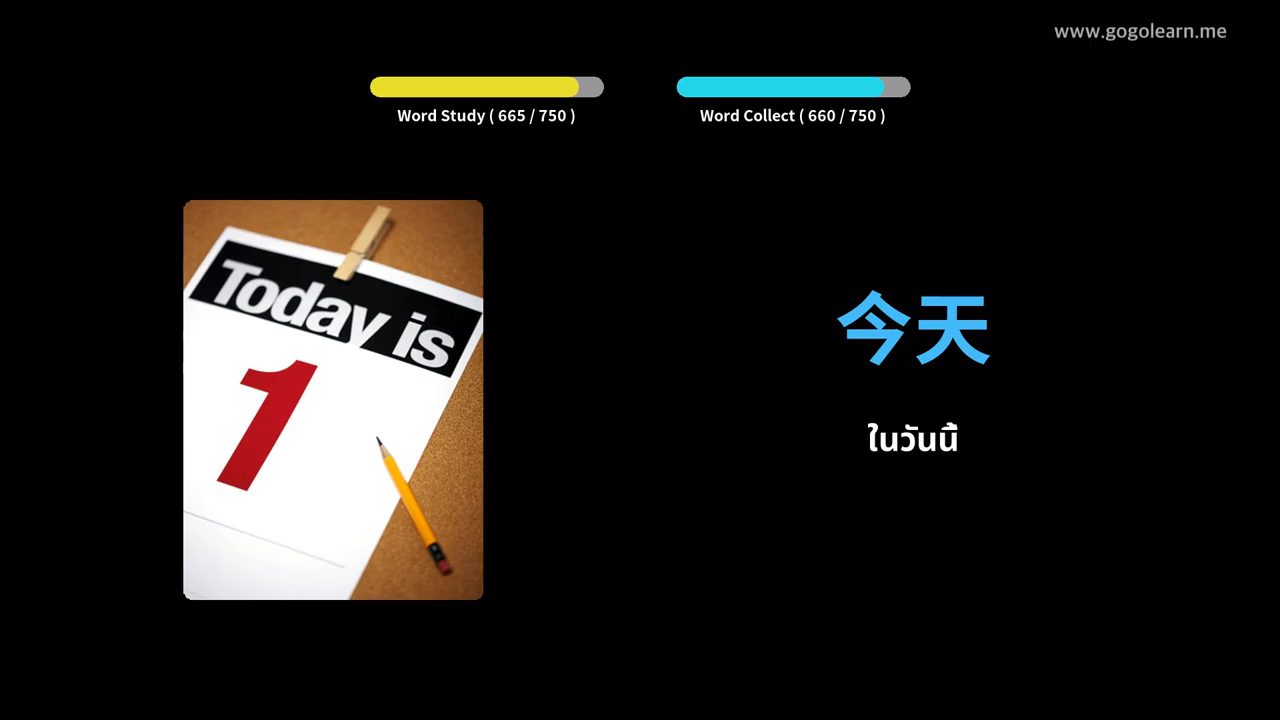 www.gogolearn.me
Word Study ( 665 / 750 )
Word Collect ( 660 / 750 )
Today is
1
今天
ในวันนี้